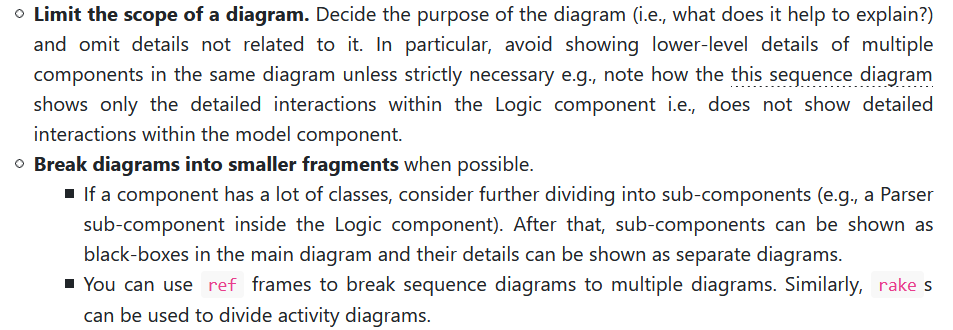 Limit the scope of a diagram. Decide the purpose of the diagram (i.e., what does it help to explain?)
and omit details not related to it. In particular, avoid showing lower-level details of multiple
components in the same diagram unless strictly necessary e.g., note how the this sequence diagram
shows only the detailed interactions within the Logic component i.e., does not show detailed
interactions within the model component.
Break diagrams into smaller fragments when possible.
If a component has a lot of classes, consider further dividing into sub-components (e.g., a Parser
sub-component inside the Logic component). After that, sub-components can be shown as
black-boxes in the main diagram and their details can be shown as separate diagrams.
You can use ref frames to break sequence diagrams to multiple diagrams. Similarly, rake s
can be used to divide activity diagrams.